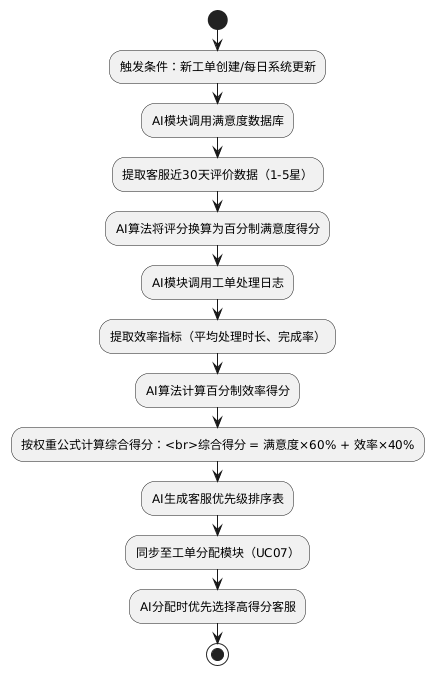 触发条件：新工单创建/每日系统更新
AI模块调用满意度数据库
提取客服近30天评价数据（1-5星）
AI算法将评分换算为百分制满意度得分
AI模块调用工单处理日志
提取效率指标（平均处理时长、完成率）
AI算法计算百分制效率得分
按权重公式计算综合得分：<br>综合得分 = 满意度×60% + 效率×40%
AI生成客服优先级排序表
同步至工单分配模块（UC07）
AI分配时优先选择高得分客服